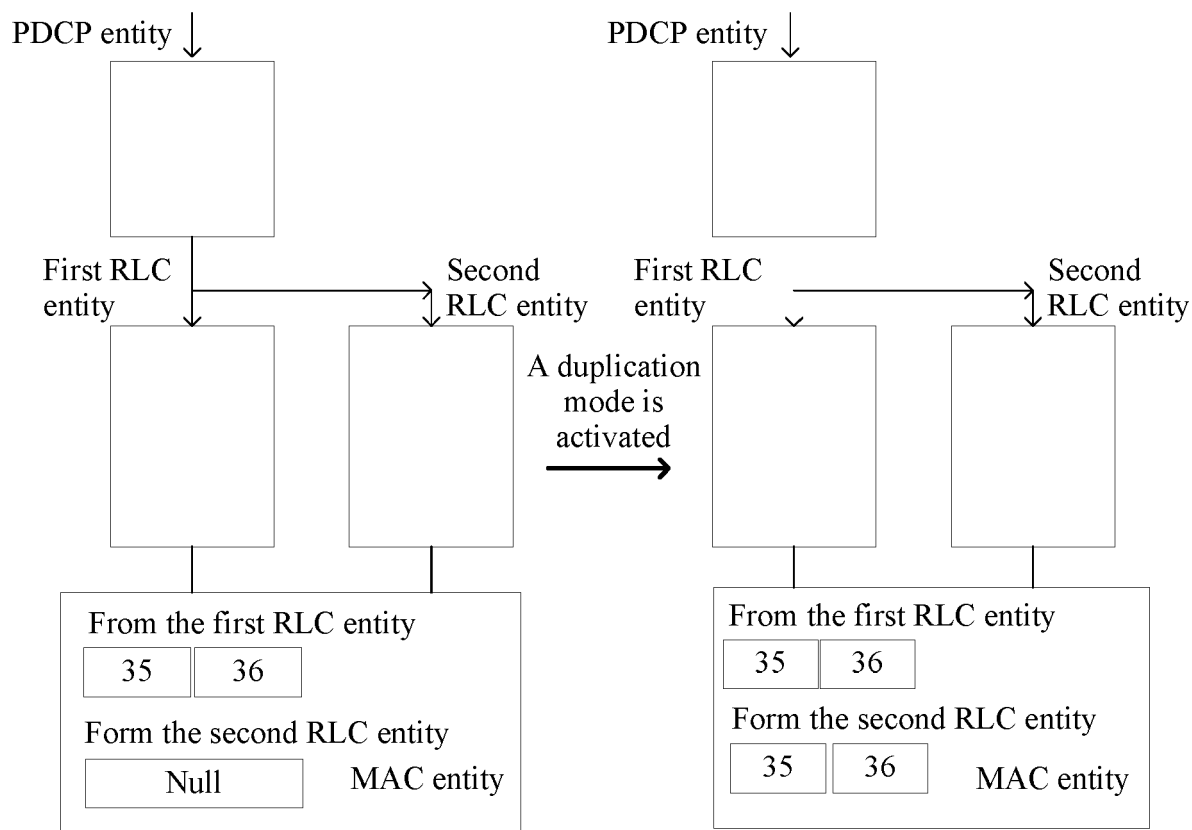 PDCP entity
PDCP entity
First RLC
entity
Second
RLC entity
First RLC
entity
Second
RLC entity
A duplication
mode is
activated
From the first RLC entity
35 36
Form the second RLC entity
Null
MAC entity
From the first RLC entity
35 36
Form the second RLC entity
35 36
MAC entity